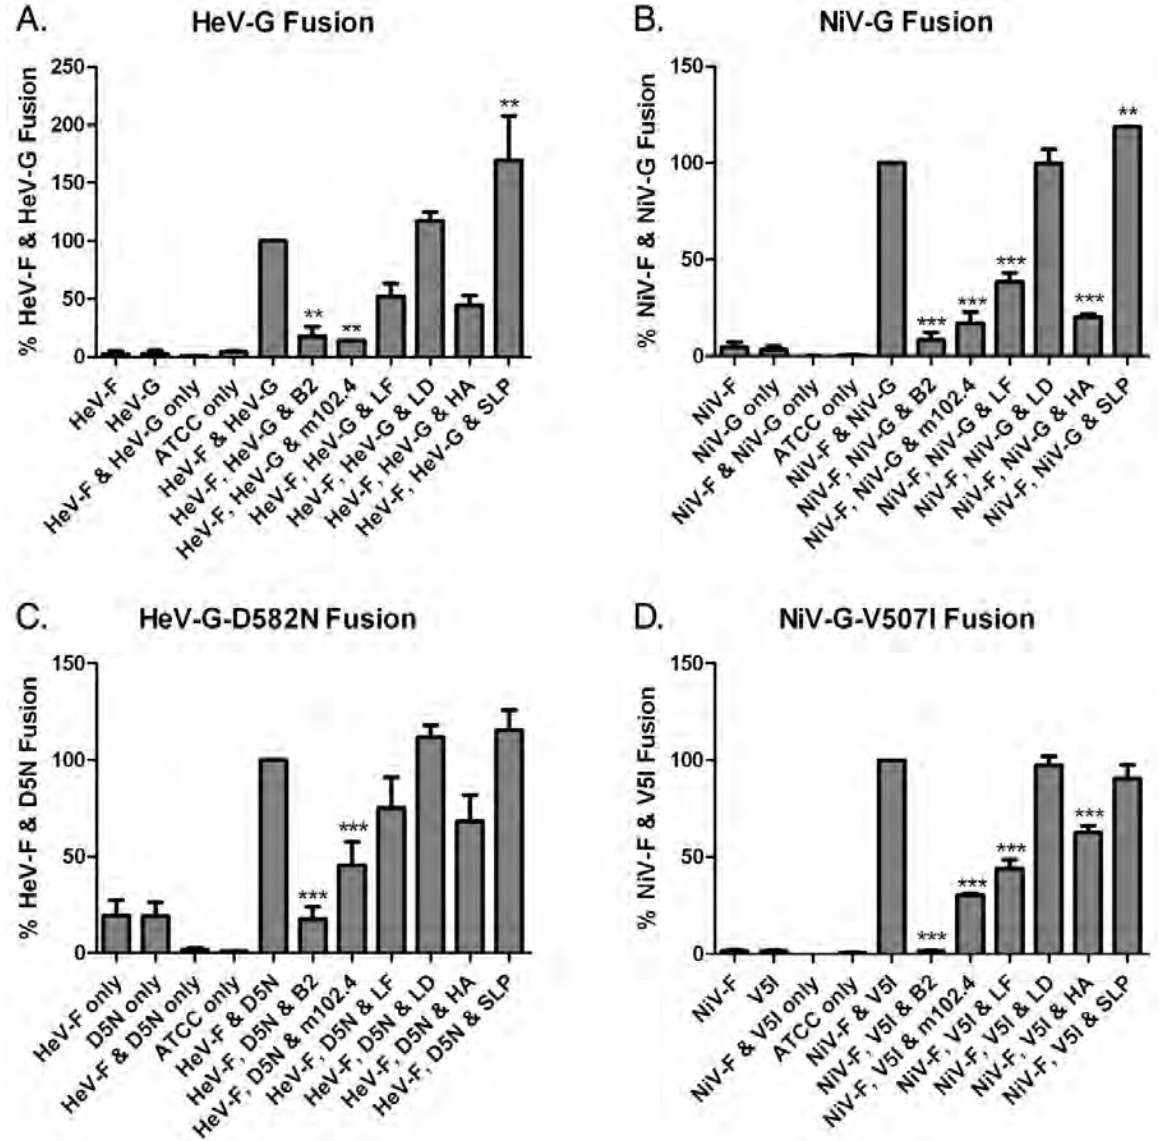 A.
HeV-G Fusion
% HeV-F & HeV-G Fusion
250
200
150
100
50
0
**
**
**
HeV-F
HeV-G
HeV-F & HeV-G only
ATCC only
HeV-F & HeV-G
HeV-F, HeV-G & B2
HeV-F, HeV-G & m102.4
HeV-F, HeV-G & LF
HeV-F, HeV-G & LD
HeV-F, HeV-G & HA
HeV-F, HeV-G & SLP
B.
NiV-G Fusion
% NiV-F & NiV-G Fusion
150
100
50
0
***
***
***
***
**
NiV-F
NiV-G only
NiV-F & NiV-G only
ATCC only
NiV-F & NiV-G
NiV-F, NiV-G & B2
NiV-F, NiV-G & m102.4
NiV-F, NiV-G & LF
NiV-F, NiV-G & LD
NiV-F, NiV-G & HA
NiV-F, NiV-G & SLP
C.
HeV-G-D582N Fusion
% HeV-F & D5N Fusion
150
100
50
0
***
***
HeV-F only
D5N only
HeV-F & D5N only
ATCC only
HeV-F & D5N
HeV-F, D5N & B2
HeV-F, D5N & m102.4
HeV-F, D5N & LF
HeV-F, D5N & LD
HeV-F, D5N & HA
HeV-F, D5N & SLP
D.
NiV-G-V507I Fusion
% NiV-F & V5I Fusion
150
100
50
0
***
***
***
***
NiV-F
V5I
NiV-F & V5I only
ATCC only
NiV-F & V5I
NiV-F, V5I & B2
NiV-F, V5I & m102.4
NiV-F, V5I & LF
NiV-F, V5I & LD
NiV-F, V5I & HA
NiV-F, V5I & SLP